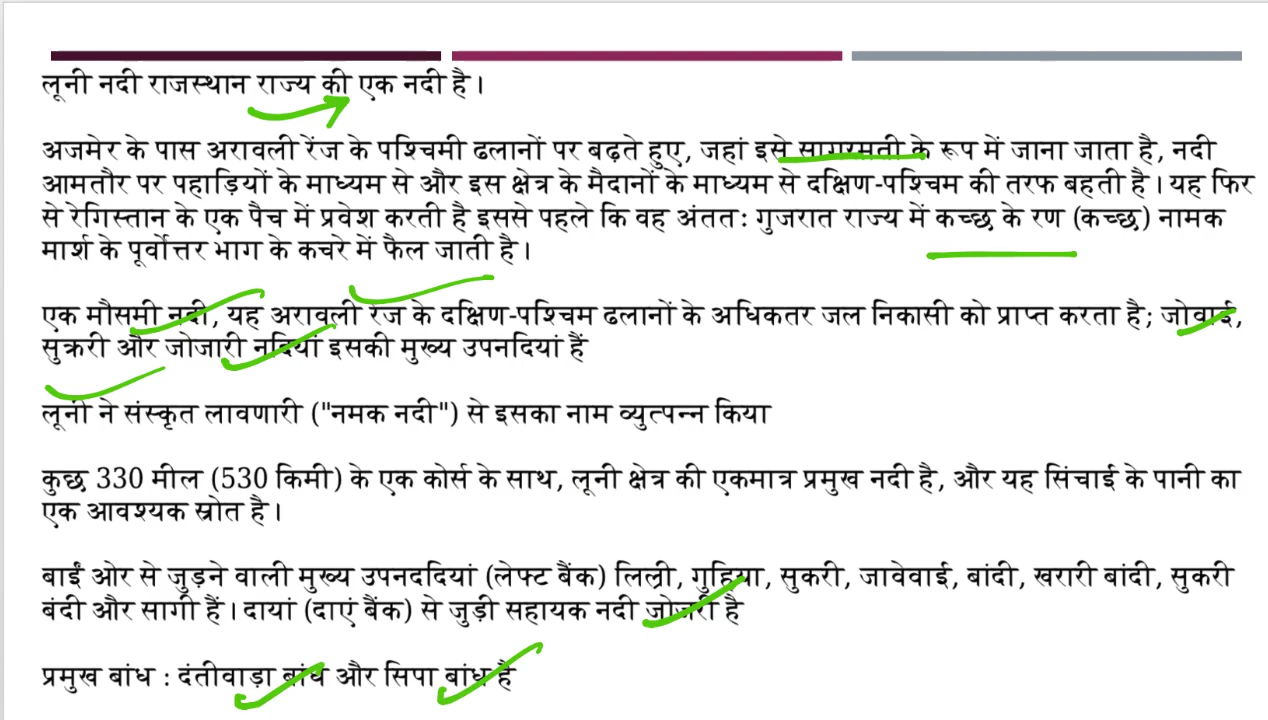 लूनी नदी राजस्थान राज्य की एक नदी है।
अजमेर के पास अरावली रेंज के पश्चिमी ढलानों पर बढ़ते हुए, जहां इसे सागरमती के रूप में जाना जाता है, नदी
आमतौर पर पहाड़ियों के माध्यम से और इस क्षेत्र के मैदानों के माध्यम से दक्षिण-पश्चिम की तरफ बहती है। यह फिर
से रेगिस्तान के एक पैच में प्रवेश करती है इससे पहले कि वह अंततः गुजरात राज्य में कच्छ के रण (कच्छ) नामक
मार्श के पूर्वोत्तर भाग के कचरे में फैल जाती है।
एक मौसमी नदी, यह अरावली रेंज के दक्षिण-पश्चिम ढलानों के अधिकतर जल निकासी को प्राप्त करता है; जोवाई,
सुक्ररी और जोजारी नदियां इसकी मुख्य उपनदियां हैं
लूनी ने संस्कृत लावणारी ("नमक नदी") से इसका नाम व्युत्पन्न किया
कुछ 330 मील (530 किमी) के एक कोर्स के साथ, लूनी क्षेत्र की एकमात्र प्रमुख नदी है, और यह सिंचाई के पानी का
एक आवश्यक स्रोत है।
बाईं ओर से जुड़ने वाली मुख्य उपनददियां (लेफ्ट बैंक) लिल्री, गुहिया, सुकरी, जावेवाई, बांदी, खरारी बांदी, सुकरी
बंदी और सागी हैं। दायां (दाएं बैंक) से जुड़ी सहायक नदी जोजरी है
प्रमुख बांध : दंतीवाड़ा बांध और सिपा बांध है